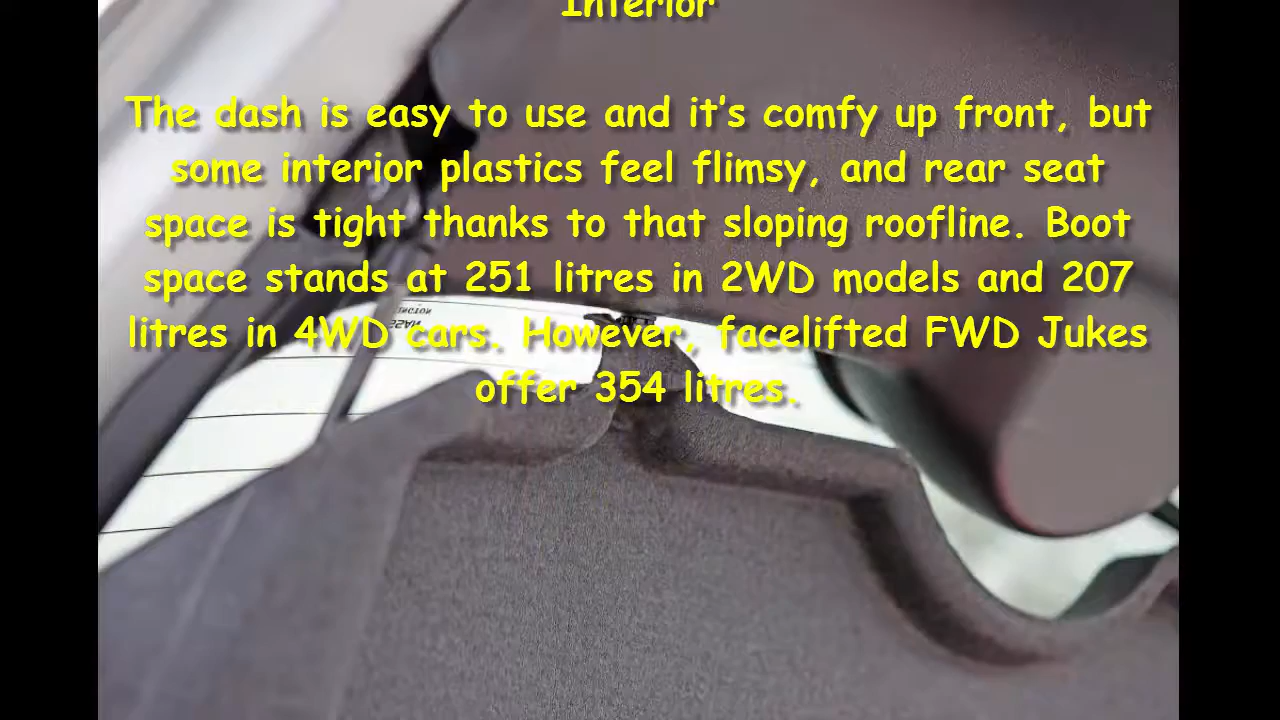 Interior
The dash is easy to use and it's comfy up front, but
some interior plastics feel flimsy, and rear seat
space is tight thanks to that sloping roofline. Boot
space stands at 251 litres in 2WD models and 207
litres in 4WD cars. However, facelifted FWD Jukes
offer 354 litres.